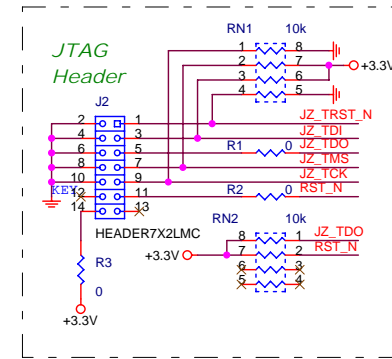 RN1 10k
JTAG
Header
1 8
2 7
3 6
4 5
+3.3V
J2
JZ_TRST_N
2 1
JZ_TDI
4 3
R1 0 JZ_TDO
6 5
JZ_TMS
8 7
JZ_TCK
10 9
KEY 12 11 R2 0 RST_N
14 13
HEADER7X2LMC
RN2 10k
8 1 JZ_TDO
+3.3V 7 2 RST_N
6 3
5 4
R3
0
+3.3V